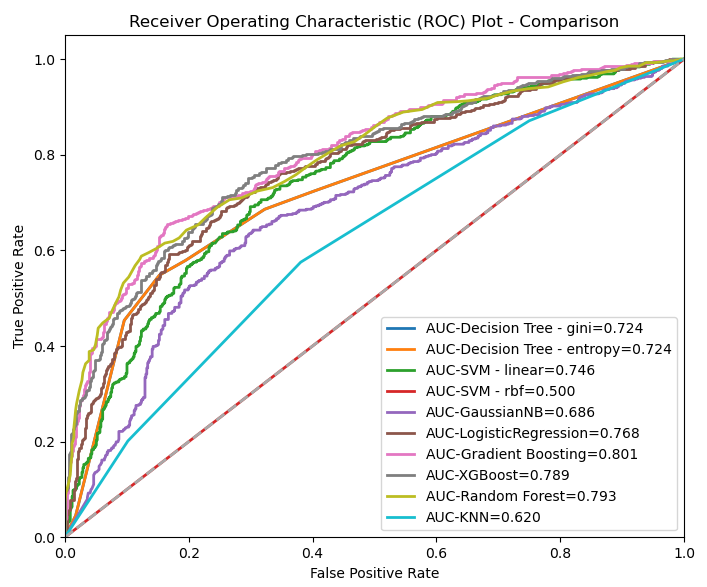 Receiver Operating Characteristic (ROC) Plot - Comparison
True Positive Rate
1.0
0.8
0.6
0.4
0.2
0.0
AUC-Decision Tree - gini=0.724
AUC-Decision Tree - entropy=0.724
AUC-SVM - linear=0.746
AUC-SVM - rbf=0.500
AUC-GaussianNB=0.686
AUC-LogisticRegression=0.768
AUC-Gradient Boosting=0.801
AUC-XGBoost=0.789
AUC-Random Forest=0.793
AUC-KNN=0.620
0.0 0.2 0.4 0.6 0.8 1.0
False Positive Rate